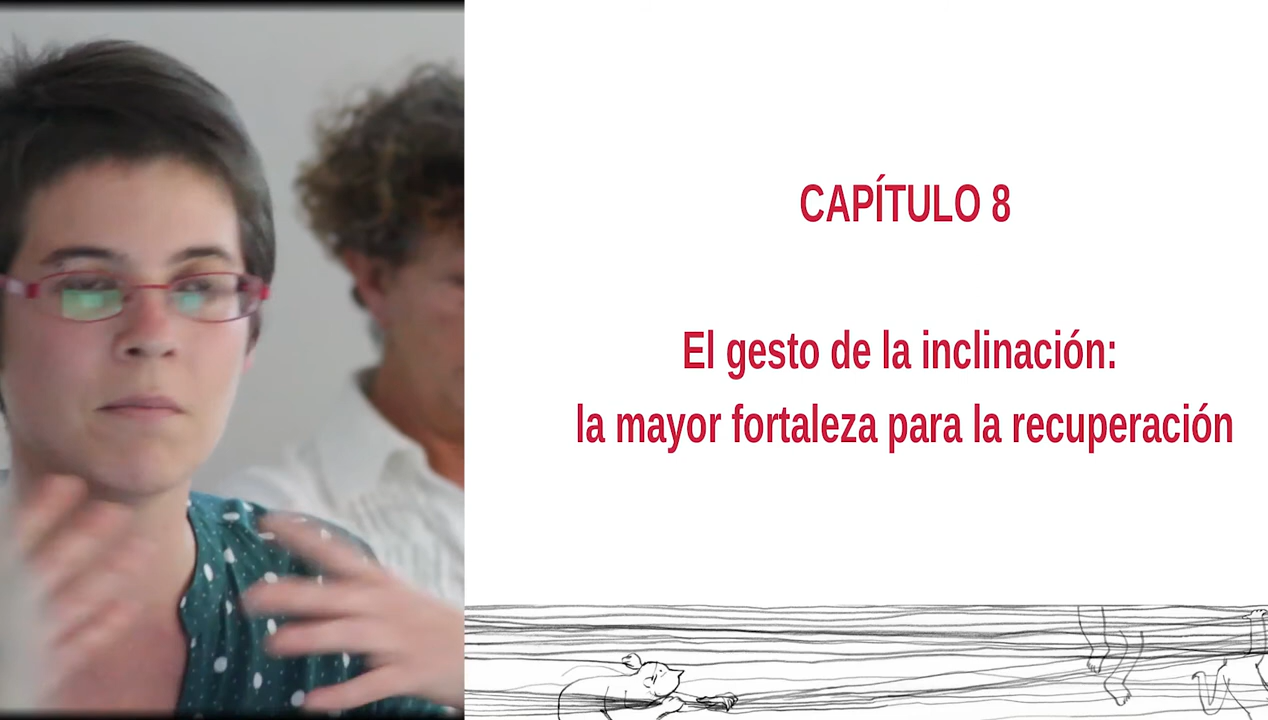 CAPÍTULO 8
El gesto de la inclinación:
la mayor fortaleza para la recuperación